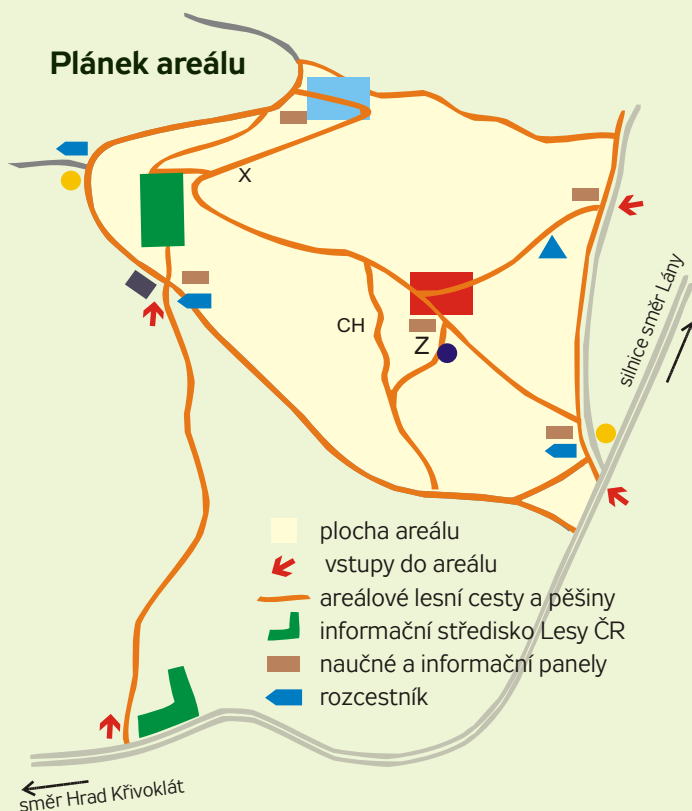 Plánek areálu
X
CH
Z
silnice směr Lány
plocha areálu
vstupy do areálu
areálové lesní cesty a pěšiny
informační středisko Lesy ČR
naučné a informační panely
rozcestník
směr Hrad Křivoklát